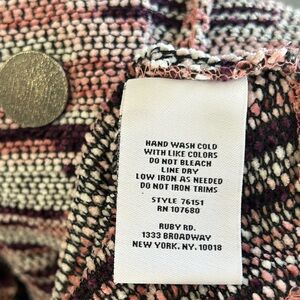 HAND WASH COLD
WITH LIKE COLORS
DO NOT BLEACH
LINE DRY
LOW IRON AS NEEDED
DO NOT IRON TRIMS
STYLE 76151
RN 107680
RUBY RD.
1333 BROADWAY
NEW YORK, NY. 10018